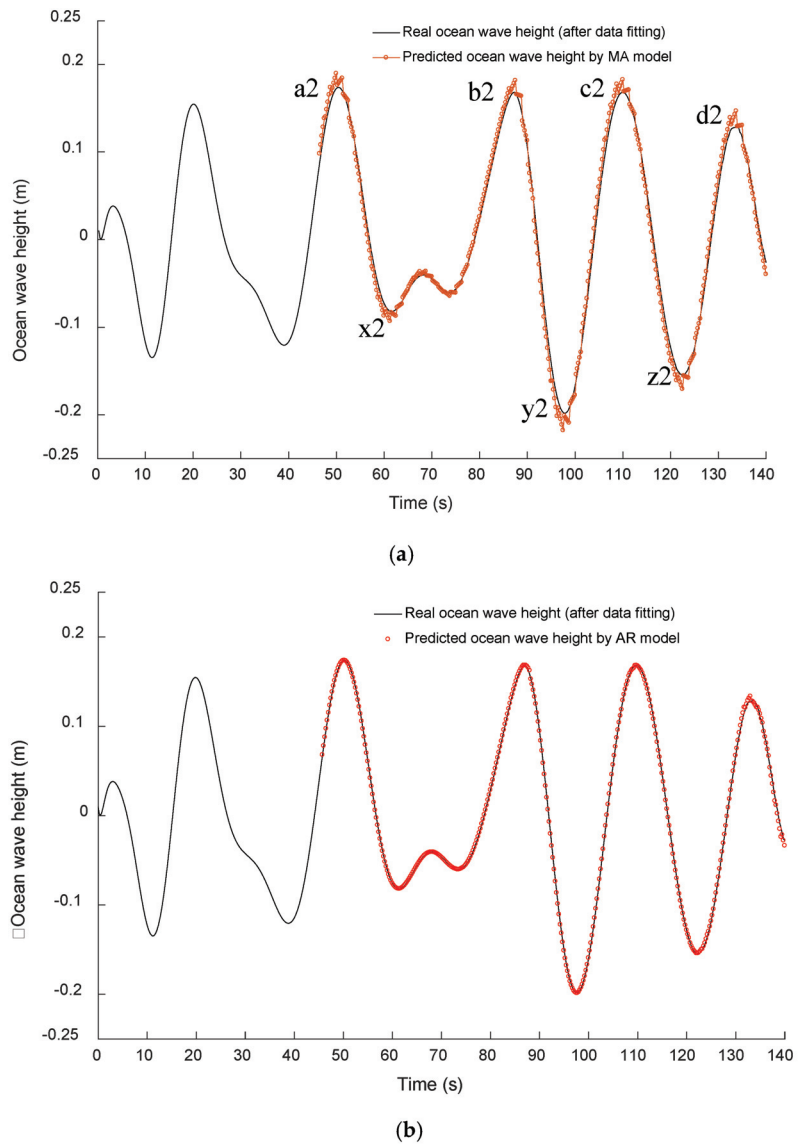 0.25
Real ocean wave height (after data fitting)
0.2
Predicted ocean wave height by MA model
a2
b2
c2
d2
0.1
Ocean wave height (m)
0
-0.1
x2
z2
-0.2
y2
-0.25
0 10 20 30 40 50 60 70 80 90 100 110 120 130 140
Time (s)
(a)
0.25
Real ocean wave height (after data fitting)
0.2
Predicted ocean wave height by AR model
0.1
□Ocean wave height (m)
0
-0.1
-0.2
-0.25
0 10 20 30 40 50 60 70 80 90 100 110 120 130 140
Time (s)
(b)